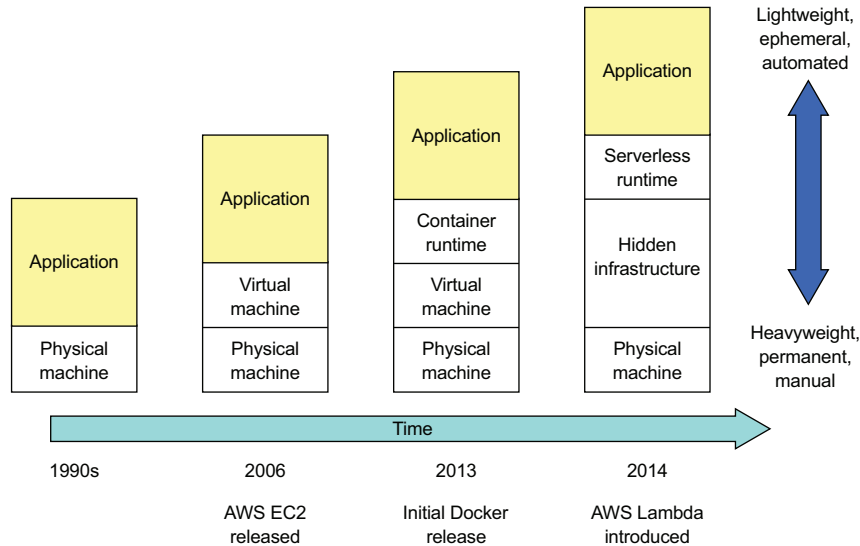 Application
Physical
machine
Application
Virtual
machine
Physical
machine
Application
Container
runtime
Virtual
machine
Physical
machine
Application
Serverless
runtime
Hidden
infrastructure
Physical
machine
Lightweight,
ephemeral,
automated
Heavyweight,
permanent,
manual
Time
1990s
2006
AWS EC2
released
2013
Initial Docker
release
2014
AWS Lambda
introduced